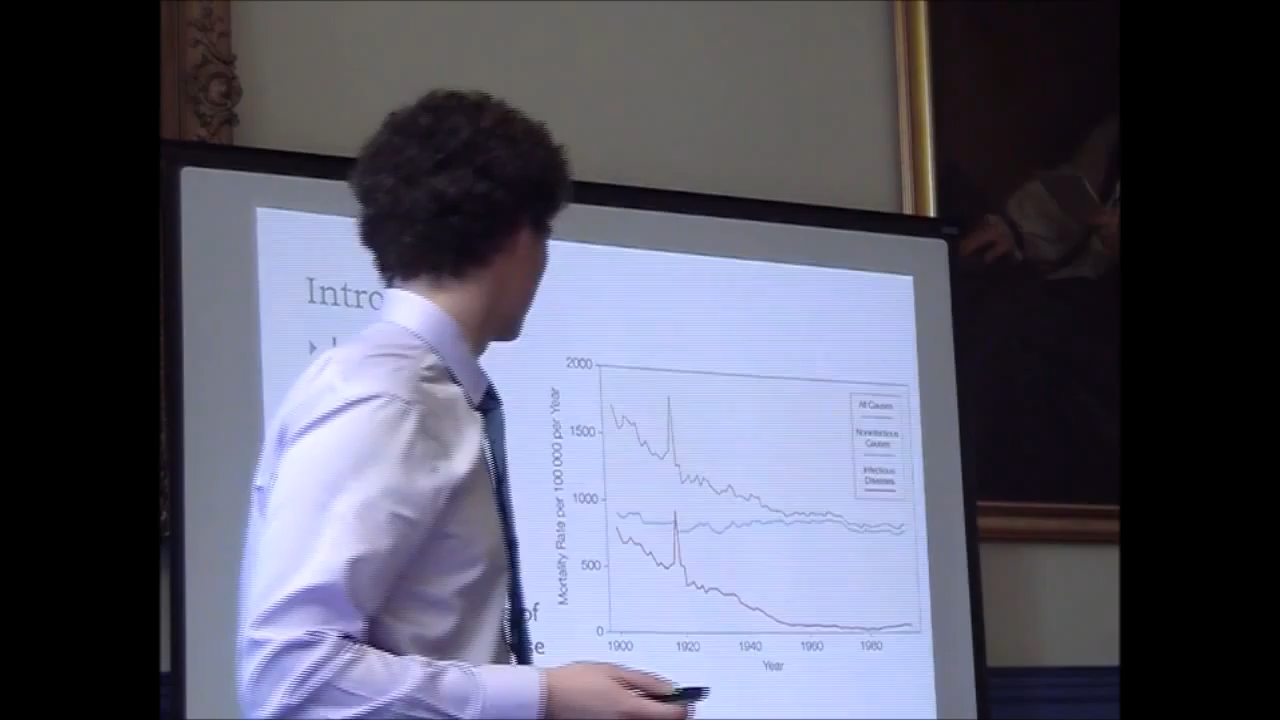 Intro
2000
1500
1000
500
0
Mortality Rate per 100 000 per Year
1900 1920 1940 1960 1980
Year
All Causes
Noninfectious
Causes
Infectious
Diseases
of
se